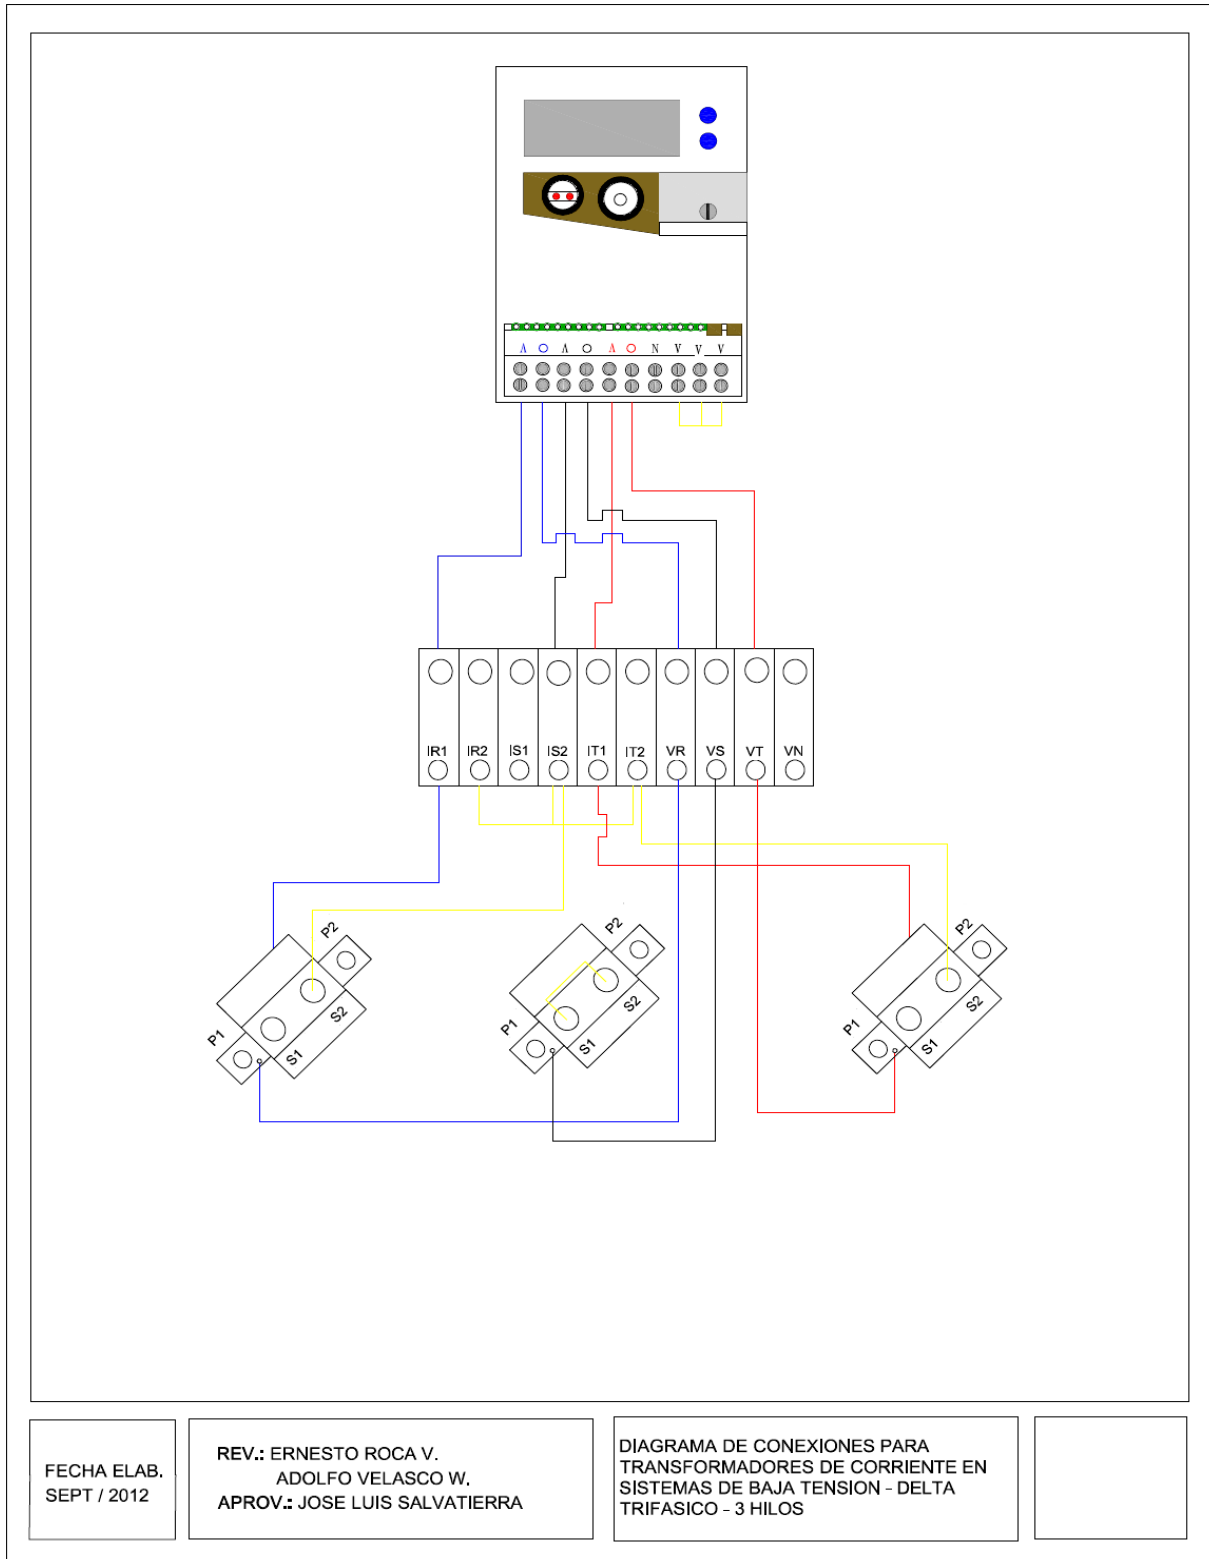 A O A O A O N V V V
IR1 IR2 IS1 IS2 IT1 IT2 VR VS VT VN
P2
P1
S2
S1
P2
P1
S2
S1
P2
P1
S2
S1
FECHA ELAB.
SEPT / 2012
REV.: ERNESTO ROCA V.
ADOLFO VELASCO W.
APROV.: JOSE LUIS SALVATIERRA
DIAGRAMA DE CONEXIONES PARA
TRANSFORMADORES DE CORRIENTE EN
SISTEMAS DE BAJA TENSION - DELTA
TRIFASICO - 3 HILOS